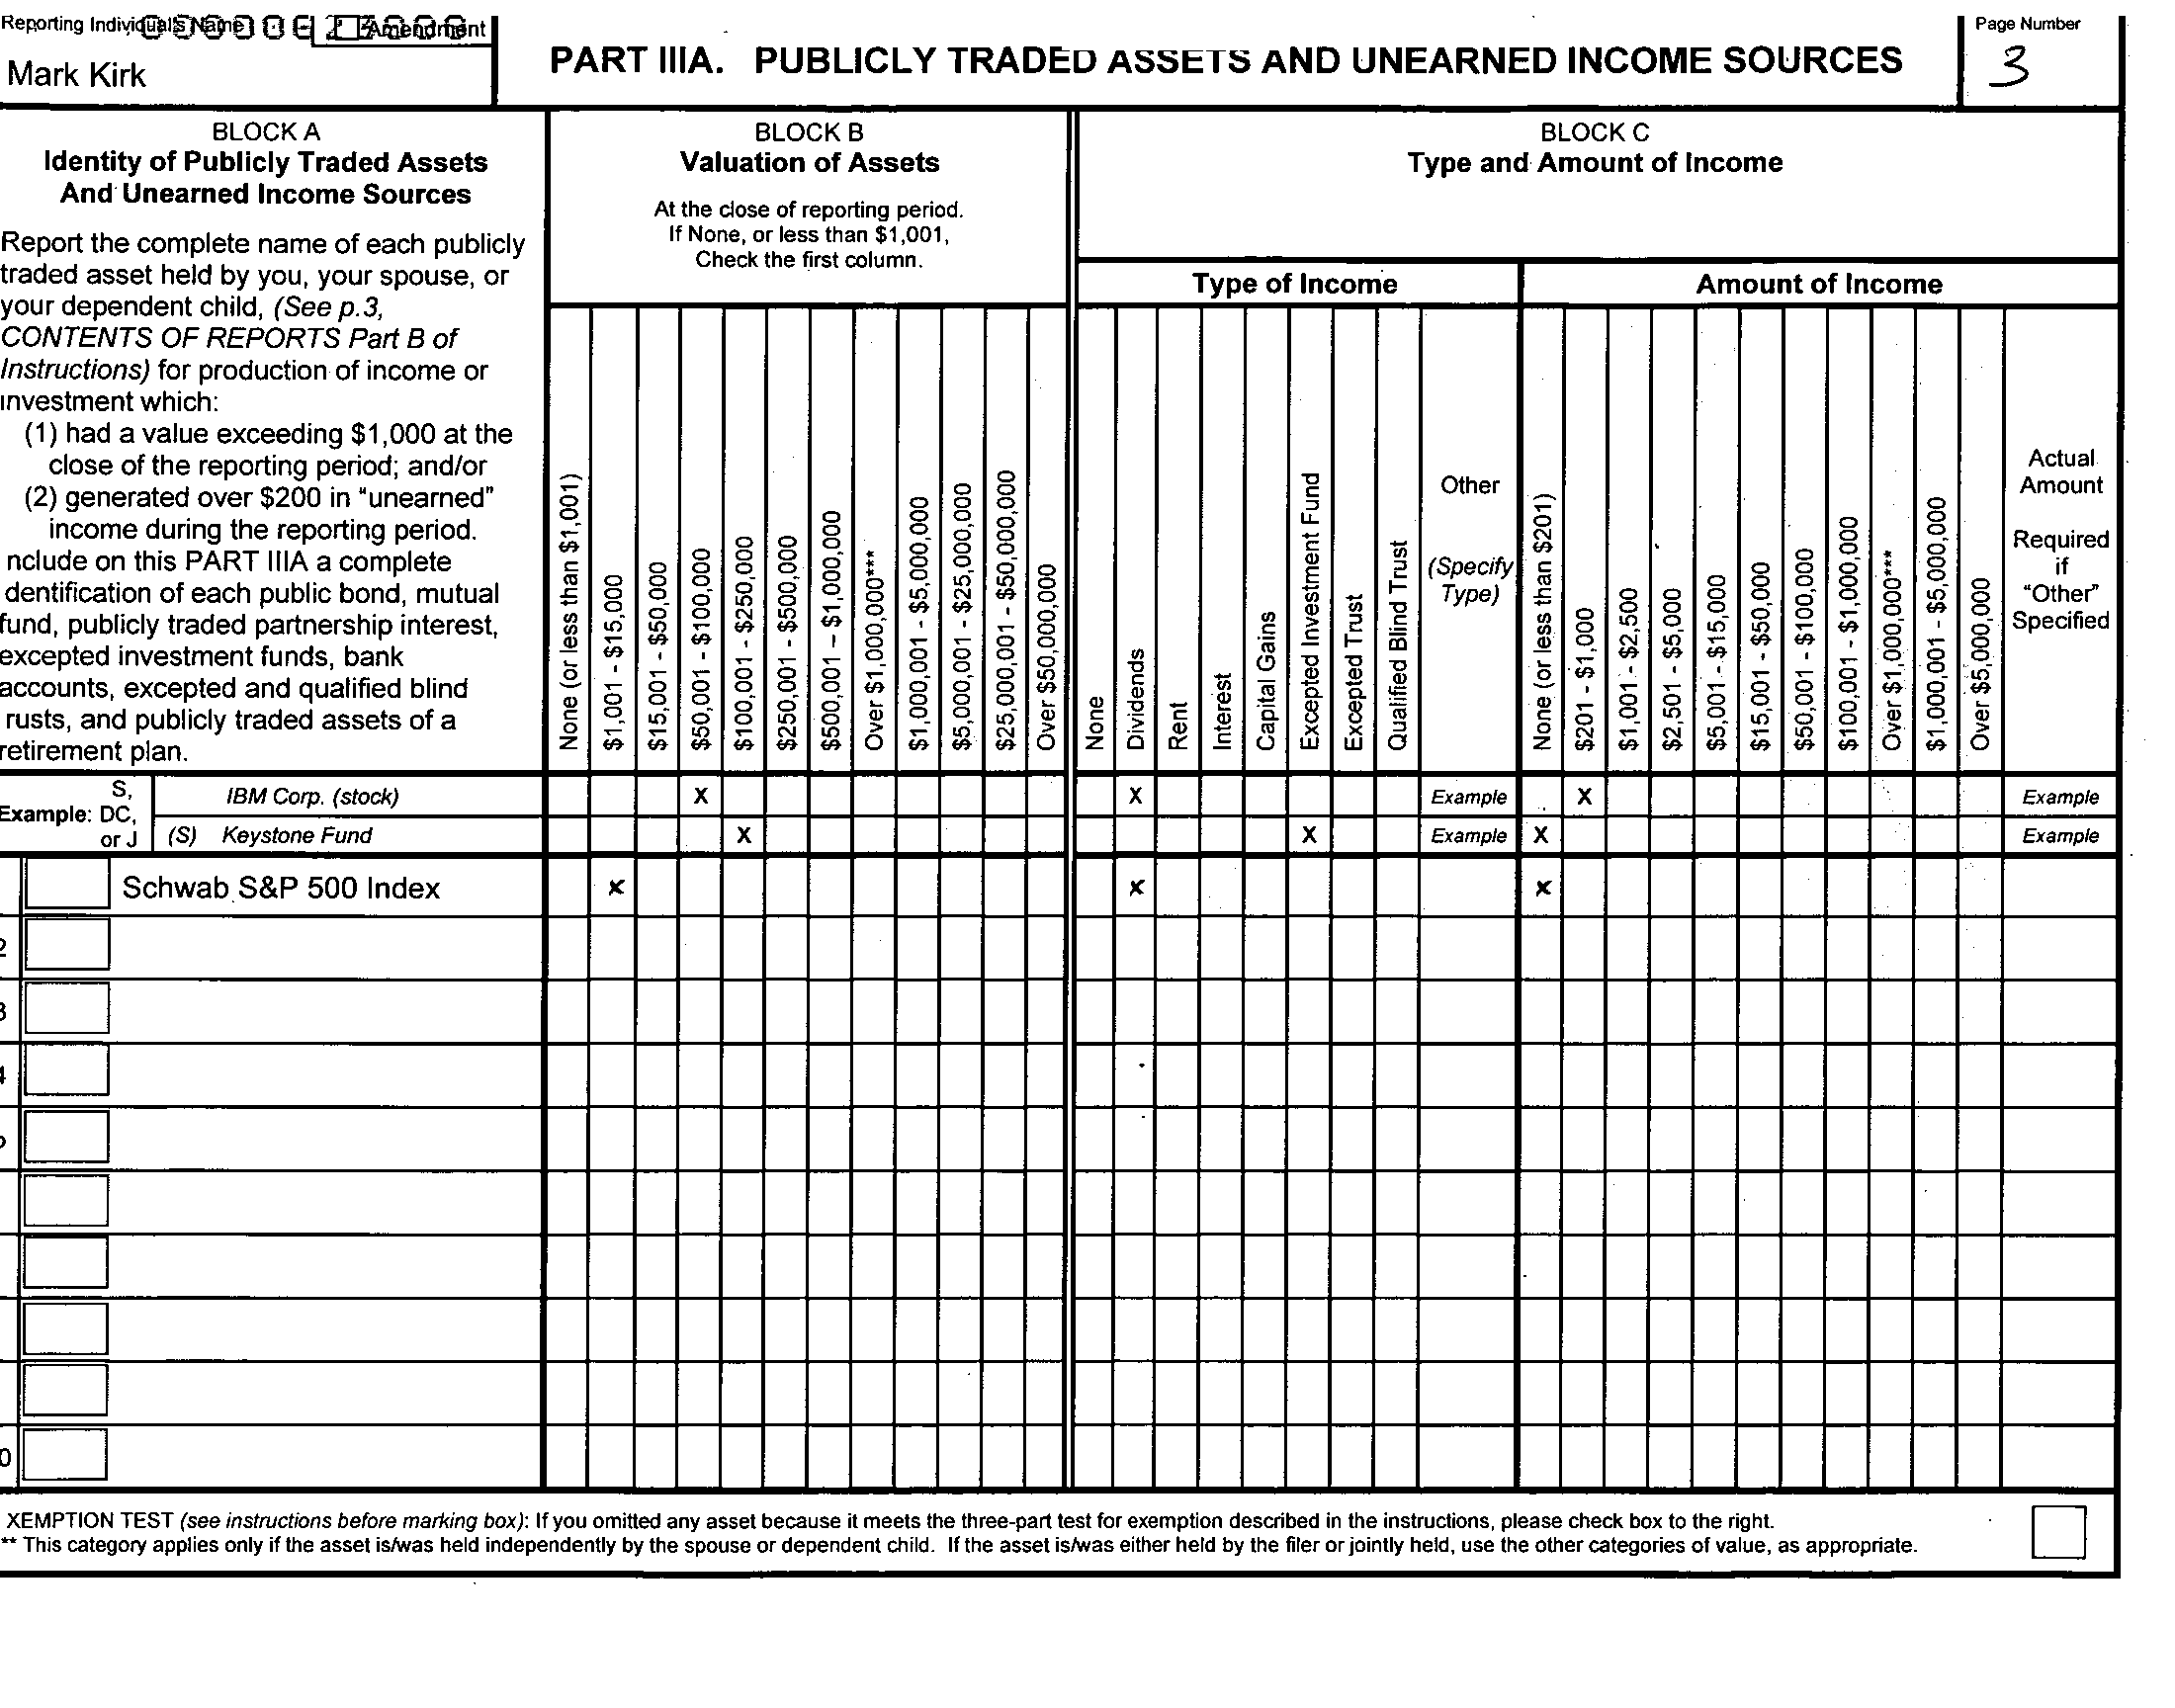 Reporting Individual's Name
Amendment
Mark Kirk
PART IIIA. PUBLICLY TRADED ASSETS AND UNEARNED INCOME SOURCES
Page Number
3
BLOCK A
Identity of Publicly Traded Assets
And Unearned Income Sources
Report the complete name of each publicly
traded asset held by you, your spouse, or
your dependent child, (See p.3,
CONTENTS OF REPORTS Part B of
Instructions) for production of income or
investment which:
(1) had a value exceeding $1,000 at the
close of the reporting period; and/or
(2) generated over $200 in "unearned"
income during the reporting period.
nclude on this PART IIIA a complete
dentification of each public bond, mutual
fund, publicly traded partnership interest,
excepted investment funds, bank
accounts, excepted and qualified blind
rusts, and publicly traded assets of a
retirement plan.
BLOCK B
Valuation of Assets
At the close of reporting period.
If None, or less than $1,001,
Check the first column.
None (or less than $1,001)
$1,001 - $15,000
$15,001 - $50,000
$50,001 - $100,000
$100,001 - $250,000
$250,001 - $500,000
$500,001 – $1,000,000
Over $1,000,000***
$1,000,001 - $5,000,000
$5,000,001 - $25,000,000
$25,000,001 - $50,000,000
Over $50,000,000
BLOCK C
Type and Amount of Income
Type of Income
None
Dividends
Rent
Interest
Capital Gains
Excepted Investment Fund
Excepted Trust
Qualified Blind Trust
Other
(Specify
Type)
Amount of Income
None (or less than $201)
$201 - $1,000
$1,001 - $2,500
$2,501 - $5,000
$5,001 - $15,000
$15,001 - $50,000
$50,001 - $100,000
$100,001 - $1,000,000
Over $1,000,000***
$1,000,001 - $5,000,000
Over $5,000,000
Actual
Amount
Required
if
"Other"
Specified
Example:
S,
DC,
or J
IBM Corp. (stock) X X Example X Example
(S) Keystone Fund X X Example X Example
Schwab S&P 500 Index x x x
2
3
4
0
XEMPTION TEST (see instructions before marking box): If you omitted any asset because it meets the three-part test for exemption described in the instructions, please check box to the right.
** This category applies only if the asset is/was held independently by the spouse or dependent child. If the asset is/was either held by the filer or jointly held, use the other categories of value, as appropriate.